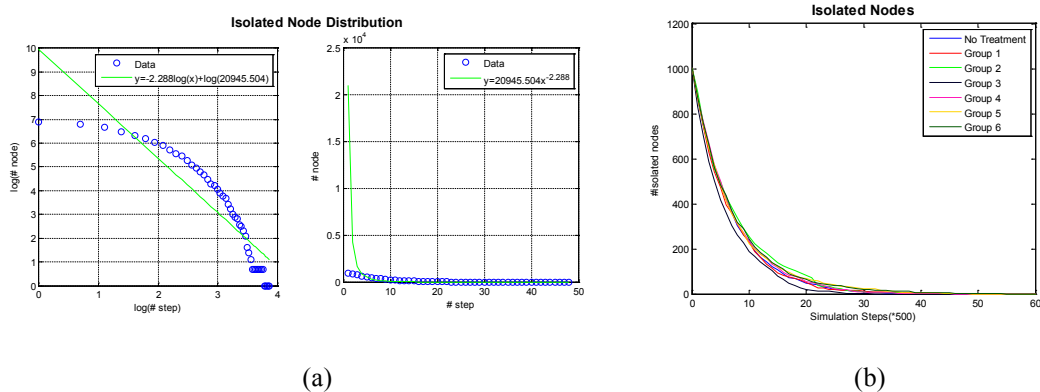 Isolated Node Distribution
log(# node)
10
9
8
7
6
5
4
3
2
1
0
0 1 2 3 4
log(# step)
Data
y=-2.288log(x)+log(20945.504)
x 10^4
# node
2.5
2
1.5
1
0.5
0
0 10 20 30 40 50
# step
Data
y=20945.504x^-2.288
(a)
Isolated Nodes
#isolated nodes
1200
1000
800
600
400
200
0
0 10 20 30 40 50 60
Simulation Steps(*500)
No Treatment
Group 1
Group 2
Group 3
Group 4
Group 5
Group 6
(b)